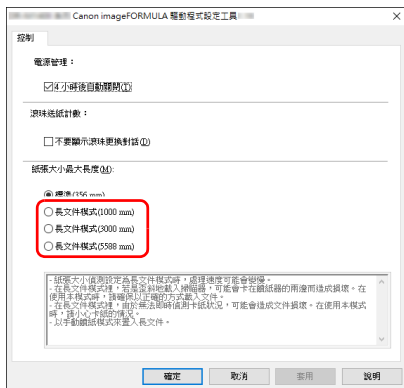 Canon imageFORMULA 驅動程式設定工具
控制
電源管理：
4 小時後自動關閉(T)
滾珠送紙計數：
不要顯示滾珠更換對話(D)
紙張大小最大長度(M):
標準(356 mm)
長文件模式(1000 mm)
長文件模式(3000 mm)
長文件模式(5588 mm)
- 紙張大小偵測設定為長文件模式時，處理速度可能會變慢。
- 在長文件模式裡，若是歪斜地載入掃描器，可能會卡在饋紙器的兩邊而造成損壞。在
使用本模式時，請確保以正確的方式載入文件。
- 在長文件模式裡，由於無法即時偵測卡紙狀況，可能會造成文件損壞。在使用本模式
時，請小心卡紙的情況。
- 以手動饋紙模式來置入長文件。
確定
取消
套用
說明